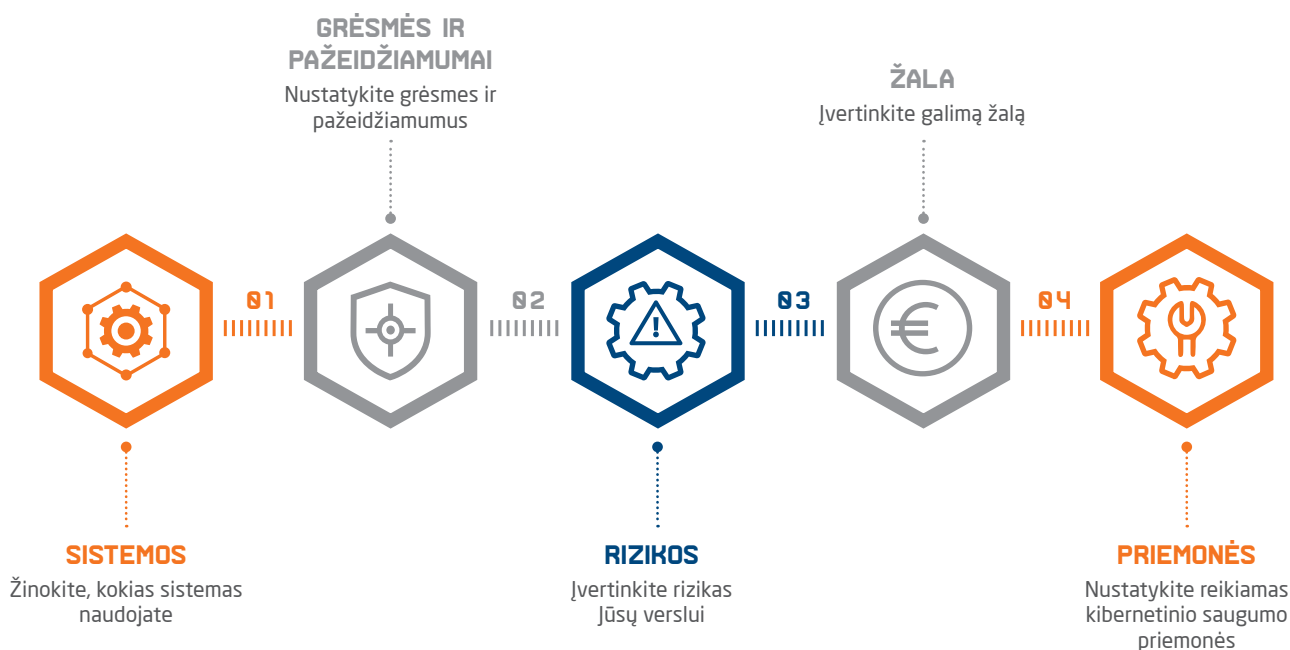 GRĖSMĖS IR
PAŽEIDŽIAMUMAI
Nustatykite grėsmes ir
pažeidžiamumus
ŽALA
Įvertinkite galimą žalą
01
02
03
04
!
€
SISTEMOS
Žinokite, kokias sistemas
naudojate
RIZIKOS
Įvertinkite rizikas
Jūsų verslui
PRIEMONĖS
Nustatykite reikiamas
kibernetinio saugumo
priemonės